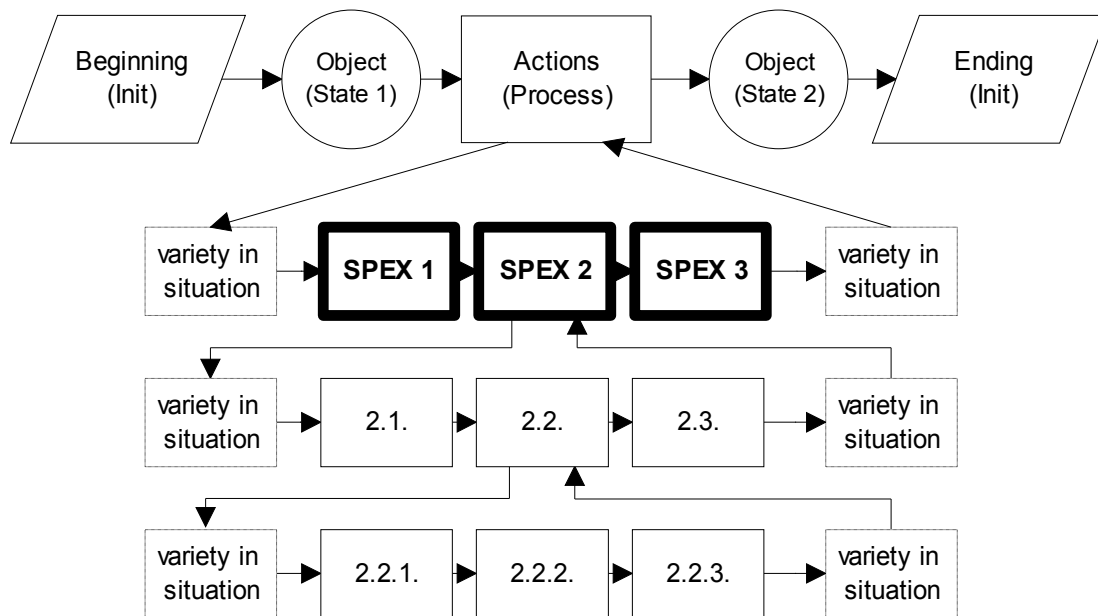 Beginning
(Init)
Object
(State 1)
Actions
(Process)
Object
(State 2)
Ending
(Init)
variety in
situation
SPEX 1
SPEX 2
SPEX 3
variety in
situation
variety in
situation
2.1.
2.2.
2.3.
variety in
situation
variety in
situation
2.2.1.
2.2.2.
2.2.3.
variety in
situation